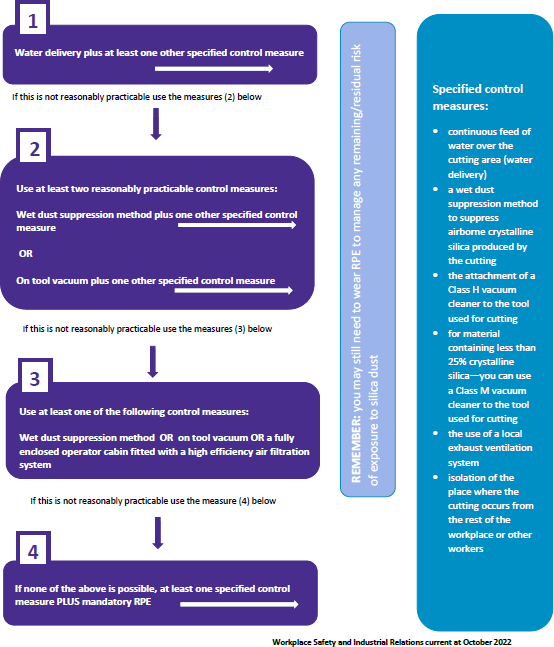 1
Water delivery plus at least one other specified control measure
If this is not reasonably practicable use the measures (2) below
2
Use at least two reasonably practicable control measures:
Wet dust suppression method plus one other specified control
measure
OR
On tool vacuum plus one other specified control measure
If this is not reasonably practicable use the measures (3) below
3
Use at least one of the following control measures:
Wet dust suppression method OR on tool vacuum OR a fully
enclosed operator cabin fitted with a high efficiency air filtration
system
If this is not reasonably practicable use the measure (4) below
4
If none of the above is possible, at least one specified control
measure PLUS mandatory RPE
REMEMBER: you may still need to wear RPE to manage any remaining/residual risk
of exposure to silica dust
Specified control
measures:
• continuous feed of
water over the
cutting area (water
delivery)
• a wet dust
suppression method
to suppress
airborne crystalline
silica produced by
the cutting
• the attachment of a
Class H vacuum
cleaner to the tool
used for cutting
• for material
containing less than
25% crystalline
silica—you can use
a Class M vacuum
cleaner to the tool
used for cutting
• the use of a local
exhaust ventilation
system
• isolation of the
place where the
cutting occurs from
the rest of the
workplace or other
workers
Workplace Safety and Industrial Relations current at October 2022